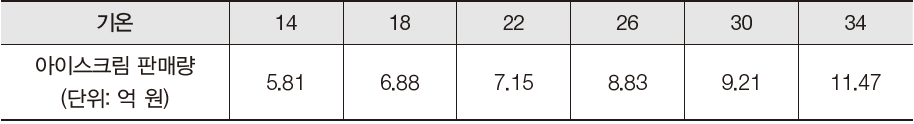 기온 14 18 22 26 30 34
아이스크림 판매량
(단위: 억 원) 5.81 6.88 7.15 8.83 9.21 11.47